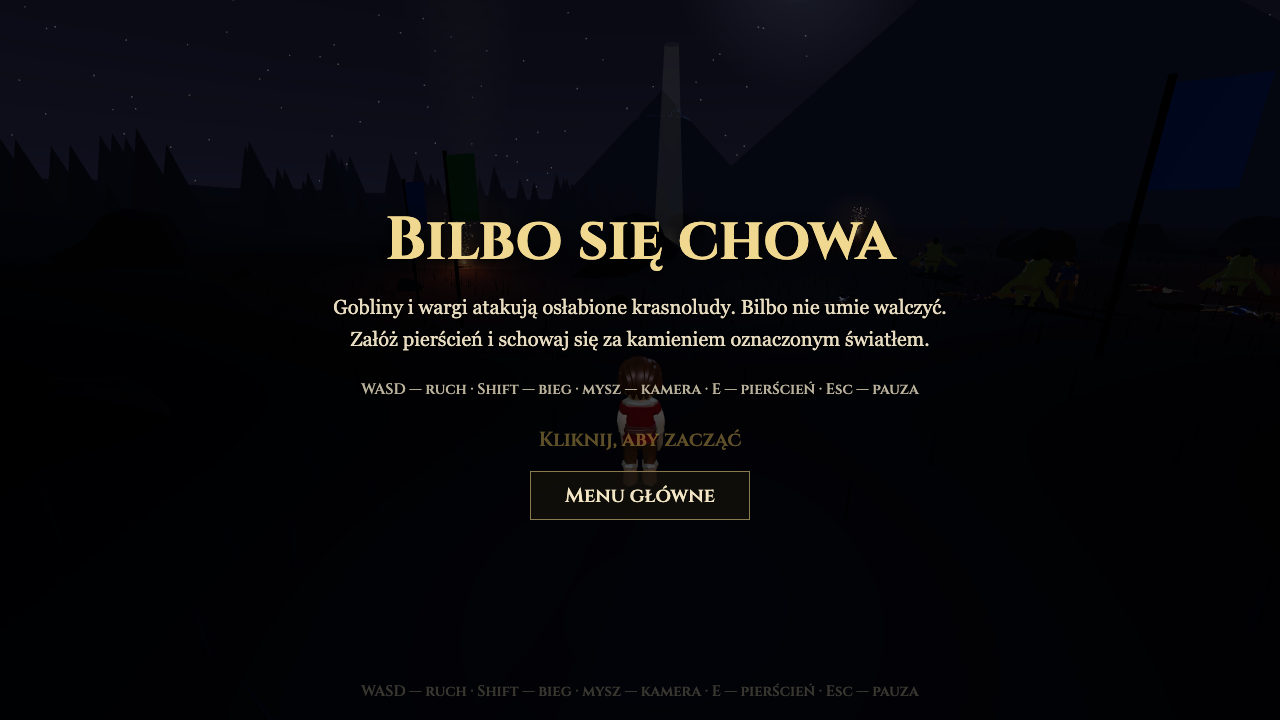 Bilbo się chowa
Gobliny i wargi atakują osłabione krasnoludy. Bilbo nie umie walczyć.
Załóż pierścień i schowaj się za kamieniem oznaczonym światłem.
WASD — ruch · Shift — bieg · mysz — kamera · E — pierścień · Esc — pauza
Kliknij, aby zacząć
Menu główne
WASD — ruch · Shift — bieg · mysz — kamera · E — pierścień · Esc — pauza